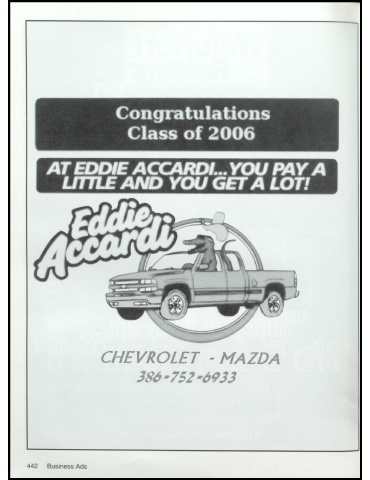 Congratulations
Class of 2006
AT EDDIE ACCARDI...YOU PAY A
LITTLE AND YOU GET A LOT!
Eddie
Accardi
CHEVROLET - MAZDA
386-752-6933
442 Business Ads